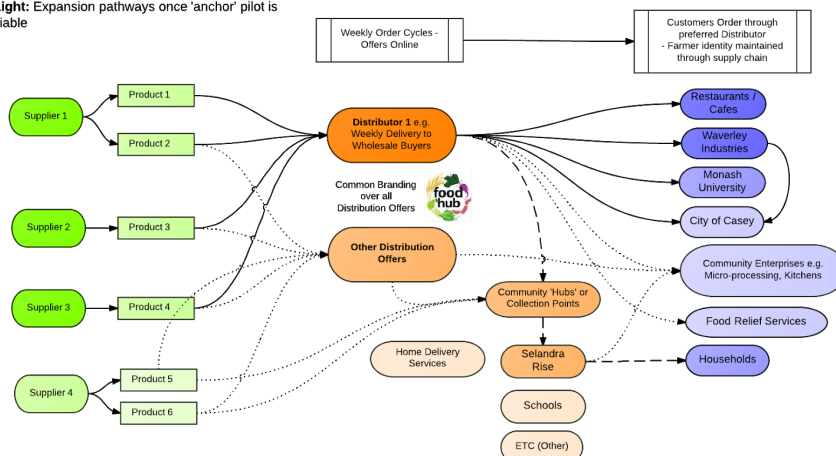 ight: Expansion pathways once 'anchor' pilot is
iable
Weekly Order Cycles -
Offers Online
Customers Order through
preferred Distributor
- Farmer identity maintained
through supply chain
Supplier 1
Product 1
Product 2
Distributor 1 e.g.
Weekly Delivery to
Wholesale Buyers
Restaurants /
Cafes
Waverley
Industries
Monash
University
City of Casey
Common Branding
over all
Distribution Offers
food
hub
Supplier 2
Product 3
Other Distribution
Offers
Community Enterprises e.g.
Micro-processing, Kitchens
Supplier 3
Product 4
Community 'Hubs' or
Collection Points
Food Relief Services
Home Delivery
Services
Selandra
Rise
Households
Supplier 4
Product 5
Product 6
Schools
ETC (Other)